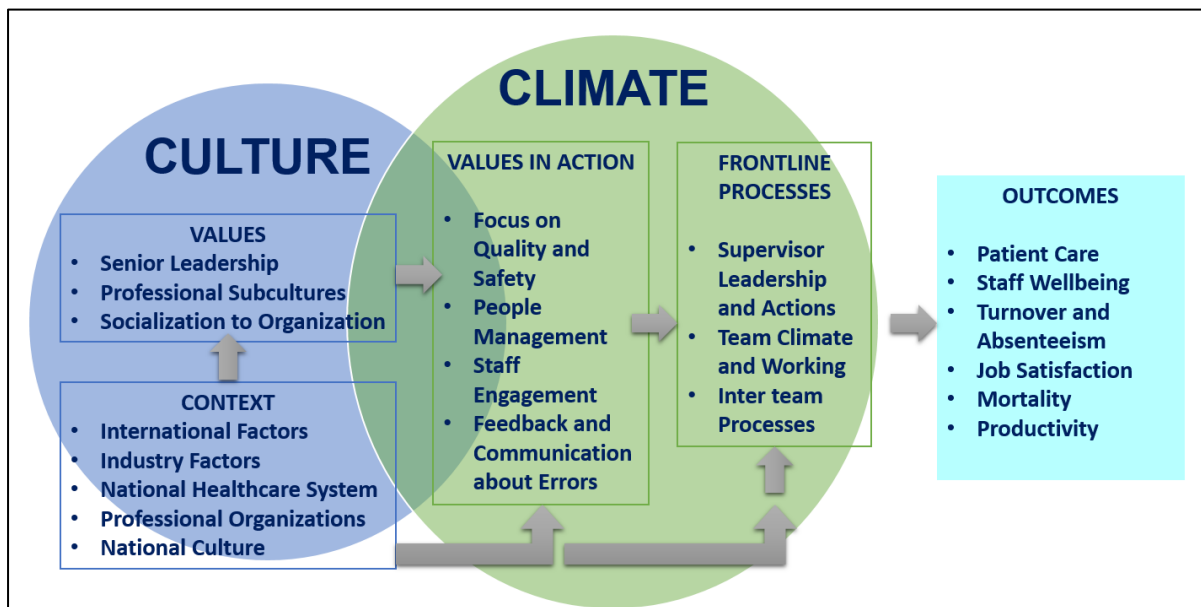 CULTURE
VALUES
• Senior Leadership
• Professional Subcultures
• Socialization to Organization
CONTEXT
• International Factors
• Industry Factors
• National Healthcare System
• Professional Organizations
• National Culture
CLIMATE
VALUES IN ACTION
• Focus on
Quality and
Safety
• People
Management
• Staff
Engagement
• Feedback and
Communication
about Errors
FRONTLINE
PROCESSES
• Supervisor
Leadership
and Actions
• Team Climate
and Working
• Inter team
Processes
OUTCOMES
• Patient Care
• Staff Wellbeing
• Turnover and
Absenteeism
• Job Satisfaction
• Mortality
• Productivity